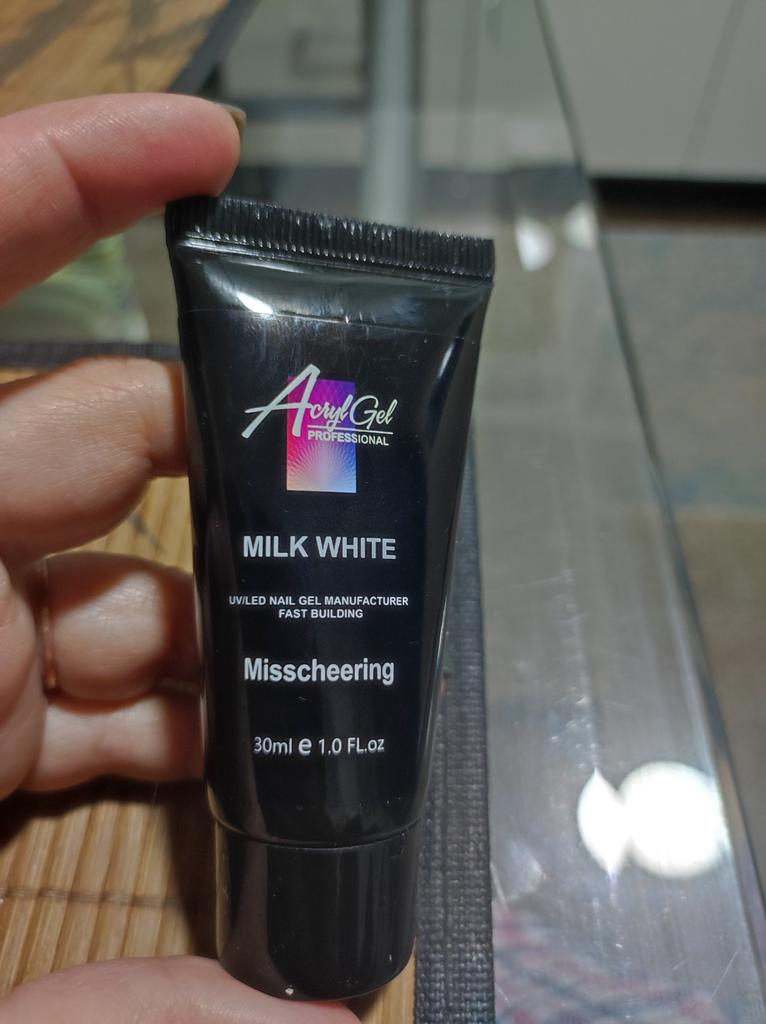 AcrylGel
PROFESSIONAL
MILK WHITE
UV/LED NAIL GEL MANUFACTURER
FAST BUILDING
Misscheering
30ml e 1.0 FL.oz